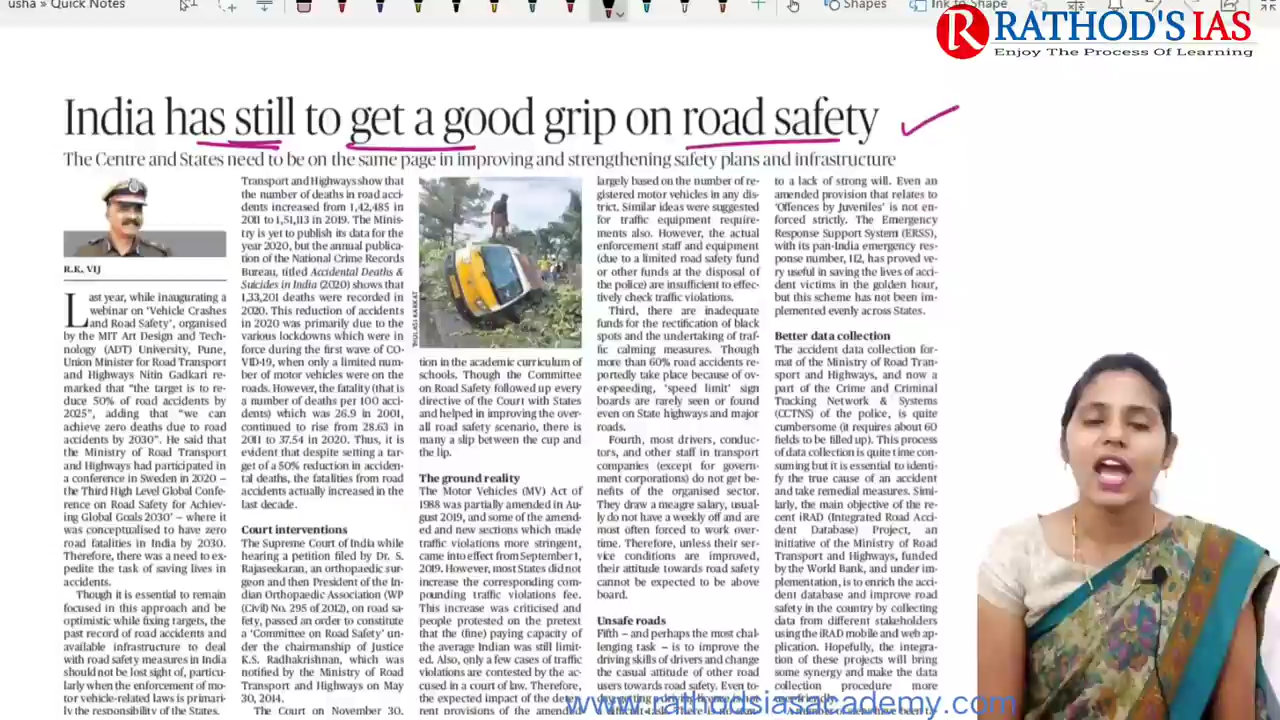 usha » Quick Notes
Shapes
Ink to Shape
RATHOD'S IAS
Enjoy The Process Of Learning
India has still to get a good grip on road safety
The Centre and States need to be on the same page in improving and strengthening safety plans and infrastructure
R.K. VIJ
Last year, while inaugurating a
webinar on 'Vehicle Crashes
and Road Safety', organised
by the MIT Art Design and Tech-
nology (ADT) University, Pune,
Union Minister for Road Transport
and Highways Nitin Gadkari re-
marked that "the target is to re-
duce 50% of road accidents by
2025", adding that "we can
achieve zero deaths due to road
accidents by 2030". He said that
the Ministry of Road Transport
and Highways had participated in
a conference in Sweden in 2020 –
the Third High Level Global Confe-
rence on Road Safety for Achiev-
ing Global Goals 2030' – where it
was conceptualised to have zero
road fatalities in India by 2030.
Therefore, there was a need to ex-
pedite the task of saving lives in
accidents.
Though it is essential to remain
focused in this approach and be
optimistic while fixing targets, the
past record of road accidents and
available infrastructure to deal
with road safety measures in India
should not be lost sight of, particu-
larly when the enforcement of mo-
tor vehicle-related laws is primari-
ly the responsibility of the States.
Transport and Highways show that
the number of deaths in road acci-
dents increased from 1,42,485 in
2011 to 1,51,113 in 2019. The Minis-
try is yet to publish its data for the
year 2020, but the annual publica-
tion of the National Crime Records
Bureau, titled Accidental Deaths &
Suicides in India (2020) shows that
1,33,201 deaths were recorded in
2020. This reduction of accidents
in 2020 was primarily due to the
various lockdowns which were in
force during the first wave of CO-
VID-19, when only a limited num-
ber of motor vehicles were on the
roads. However, the fatality (that is
a number of deaths per 100 acci-
dents) which was 26.9 in 2001,
continued to rise from 28.63 in
2011 to 37.54 in 2020. Thus, it is
evident that despite setting a tar-
get of a 50% reduction in acciden-
tal deaths, the fatalities from road
accidents actually increased in the
last decade.
Court interventions
The Supreme Court of India while
hearing a petition filed by Dr. S.
Rajaseekaran, an orthopaedic sur-
geon and then President of the In-
dian Orthopaedic Association (WP
(Civil) No. 295 of 2012), on road sa-
fety, passed an order to constitute
a 'Committee on Road Safety' un-
der the chairmanship of Justice
K.S. Radhakrishnan, which was
notified by the Ministry of Road
Transport and Highways on May
30, 2014.
The Court on November 30,
THULASI KAKKAT
tion in the academic curriculum of
schools. Though the Committee
on Road Safety followed up every
directive of the Court with States
and helped in improving the over-
all road safety scenario, there is
many a slip between the cup and
the lip.
The ground reality
The Motor Vehicles (MV) Act of
1988 was partially amended in Au-
gust 2019, and some of the amend-
ed and new sections which made
traffic violations more stringent,
came into effect from September 1,
2019. However, most States did not
increase the corresponding com-
pounding traffic violations fee.
This increase was criticised and
people protested on the pretext
that the (fine) paying capacity of
the average Indian was still limit-
ed. Also, only a few cases of traffic
violations are contested by the ac-
cused in a court of law. Therefore,
the expected impact of the deter-
rent provisions of the amended
largely based on the number of re-
gistered motor vehicles in any dis-
trict. Similar ideas were suggested
for traffic equipment require-
ments also. However, the actual
enforcement staff and equipment
(due to a limited road safety fund
or other funds at the disposal of
the police) are insufficient to effec-
tively check traffic violations.
Third, there are inadequate
funds for the rectification of black
spots and the undertaking of traf-
fic calming measures. Though
more than 60% road accidents re-
portedly take place because of ov-
er-speeding, 'speed limit' sign
boards are rarely seen or found
even on State highways and major
roads.
Fourth, most drivers, conduc-
tors, and other staff in transport
companies (except for govern-
ment corporations) do not get be-
nefits of the organised sector.
They draw a meagre salary, usual-
ly do not have a weekly off and are
most often forced to work over-
time. Therefore, unless their ser-
vice conditions are improved,
their attitude towards road safety
cannot be expected to be above
board.
Unsafe roads
Fifth – and perhaps the most chal-
lenging task – is to improve the
driving skills of drivers and change
the casual attitude of other road
users towards road safety. Even to-
to a lack of strong will. Even an
amended provision that relates to
'Offences by Juveniles' is not en-
forced strictly. The Emergency
Response Support System (ERSS),
with its pan-India emergency res-
ponse number, 112, has proved ve-
ry useful in saving the lives of acci-
dent victims in the golden hour,
but this scheme has not been im-
plemented evenly across States.
Better data collection
The accident data collection for-
mat of the Ministry of Road Tran-
sport and Highways, and now a
part of the Crime and Criminal
Tracking Network & Systems
(CCTNS) of the police, is quite
cumbersome (it requires about 60
fields to be filled up). This process
of data collection is quite time con-
suming but it is essential to identi-
fy the true cause of an accident
and take remedial measures. Simi-
larly, the main objective of the re-
cent iRAD (Integrated Road Acci-
dent Database) Project, an
initiative of the Ministry of Road
Transport and Highways, funded
by the World Bank, and under im-
plementation, is to enrich the acci-
dent database and improve road
safety in the country by collecting
data from different stakeholders
using the iRAD mobile and web ap-
plication. Hopefully, the integra-
tion of these projects will bring
some synergy and make the data
collection procedure more
www.rathodsiasacademy.com